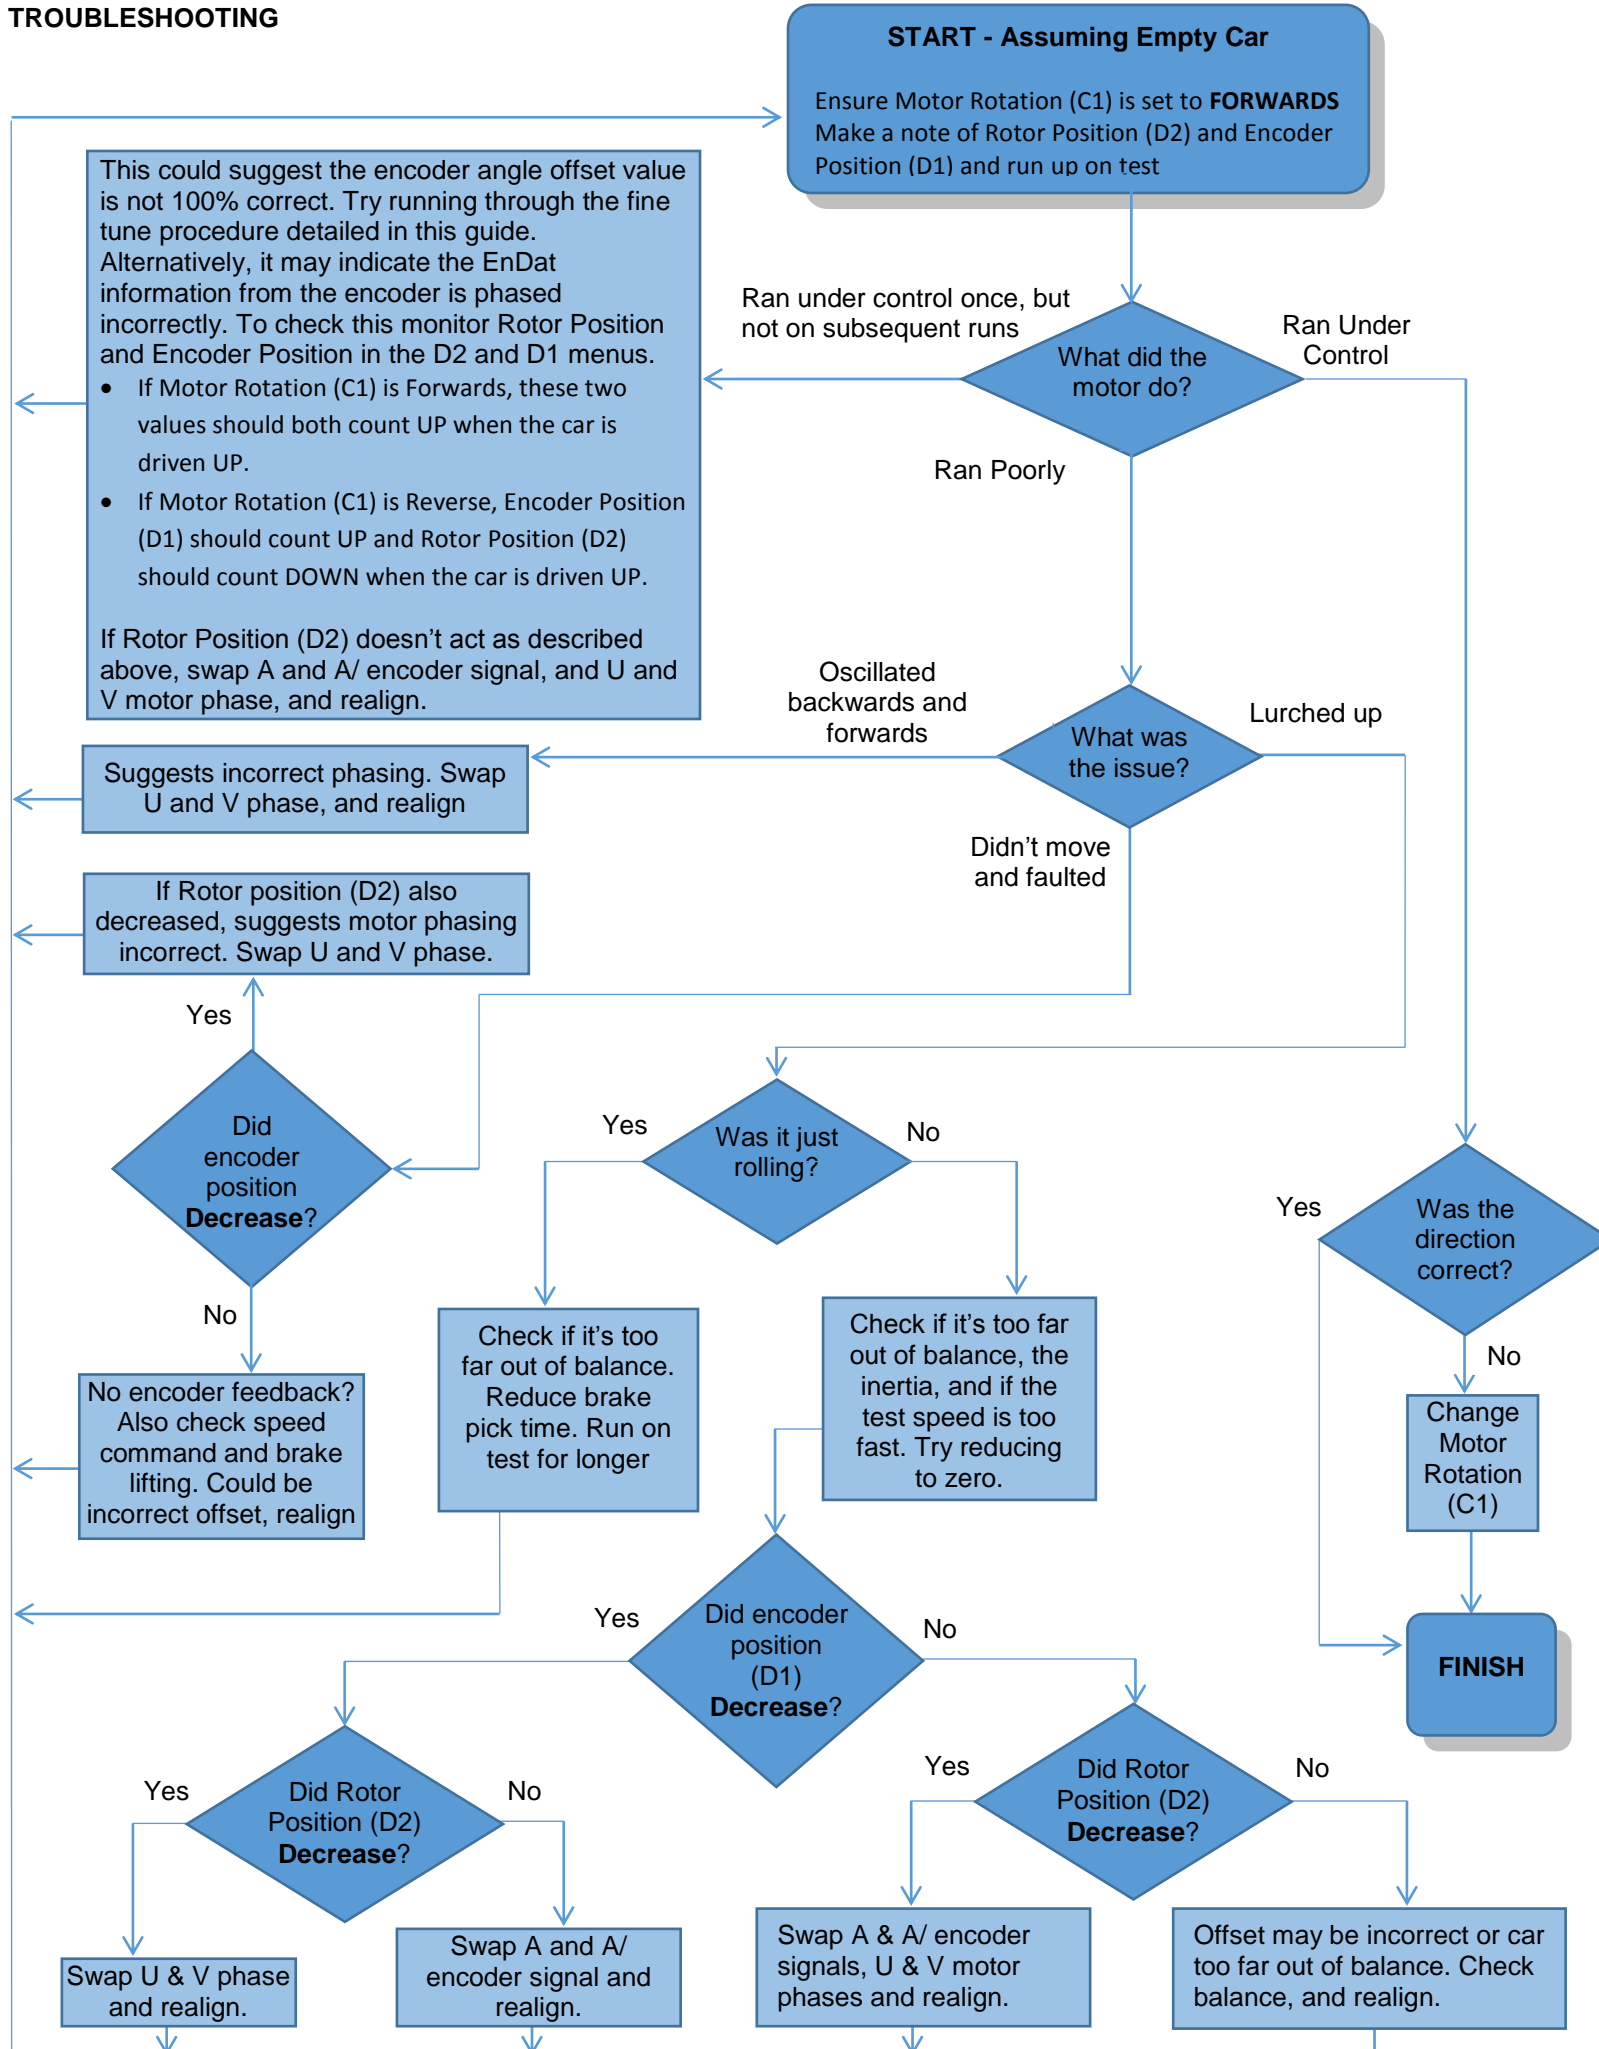 TROUBLESHOOTING
START - Assuming Empty Car
Ensure Motor Rotation (C1) is set to FORWARDS
Make a note of Rotor Position (D2) and Encoder
Position (D1) and run up on test
This could suggest the encoder angle offset value
is not 100% correct. Try running through the fine
tune procedure detailed in this guide.
Alternatively, it may indicate the EnDat
information from the encoder is phased
incorrectly. To check this monitor Rotor Position
and Encoder Position in the D2 and D1 menus.
• If Motor Rotation (C1) is Forwards, these two
values should both count UP when the car is
driven UP.
• If Motor Rotation (C1) is Reverse, Encoder Position
(D1) should count UP and Rotor Position (D2)
should count DOWN when the car is driven UP.
If Rotor Position (D2) doesn't act as described
above, swap A and A/ encoder signal, and U and
V motor phase, and realign.
Ran under control once, but
not on subsequent runs
Ran Under
Control
What did the
motor do?
Ran Poorly
Oscillated
backwards and
forwards
Lurched up
What was
the issue?
Suggests incorrect phasing. Swap
U and V phase, and realign
Didn't move
and faulted
If Rotor position (D2) also
decreased, suggests motor phasing
incorrect. Swap U and V phase.
Yes
Did
encoder
position
Decrease?
No
No encoder feedback?
Also check speed
command and brake
lifting. Could be
incorrect offset, realign
Yes
Was it just
rolling?
No
Check if it's too
far out of balance.
Reduce brake
pick time. Run on
test for longer
Check if it's too far
out of balance, the
inertia, and if the
test speed is too
fast. Try reducing
to zero.
Yes
Was the
direction
correct?
No
Change
Motor
Rotation
(C1)
FINISH
Yes
Did encoder
position
(D1)
Decrease?
No
Yes
Did Rotor
Position (D2)
Decrease?
No
Yes
Did Rotor
Position (D2)
Decrease?
No
Swap U & V phase
and realign.
Swap A and A/
encoder signal and
realign.
Swap A & A/ encoder
signals, U & V motor
phases and realign.
Offset may be incorrect or car
too far out of balance. Check
balance, and realign.